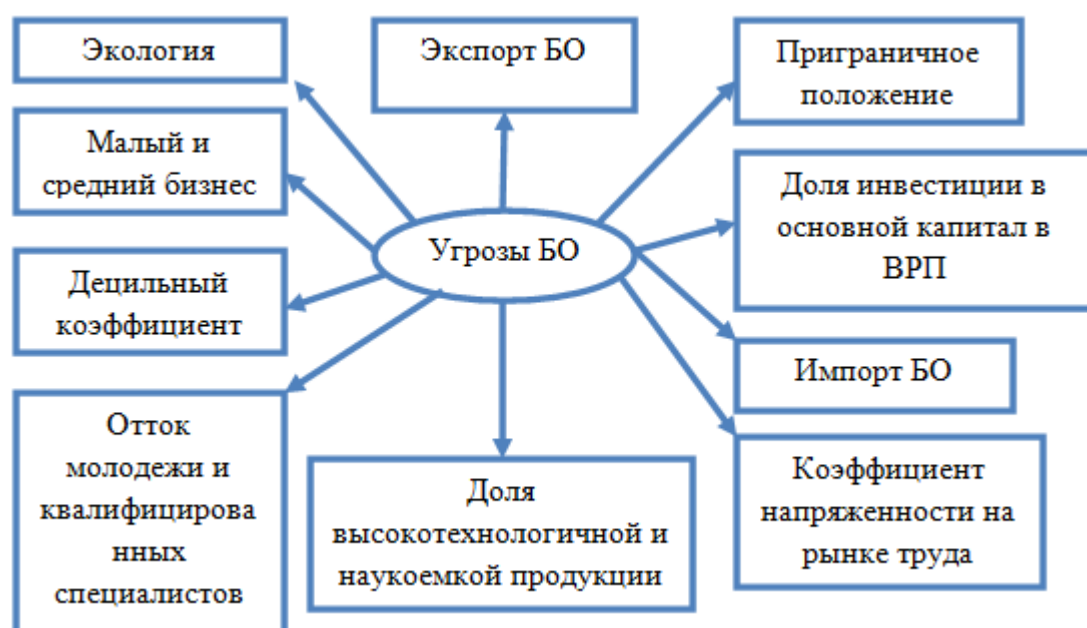 Экология
Экспорт БО
Приграничное
положение
Малый и
средний бизнес
Доля инвестиции в
основной капитал в
ВРП
Угрозы БО
Децильный
коэффициент
Импорт БО
Отток
молодежи и
квалифицирова
нных
специалистов
Доля
высокотехнологичной и
наукоемкой продукции
Коэффициент
напряженности на
рынке труда